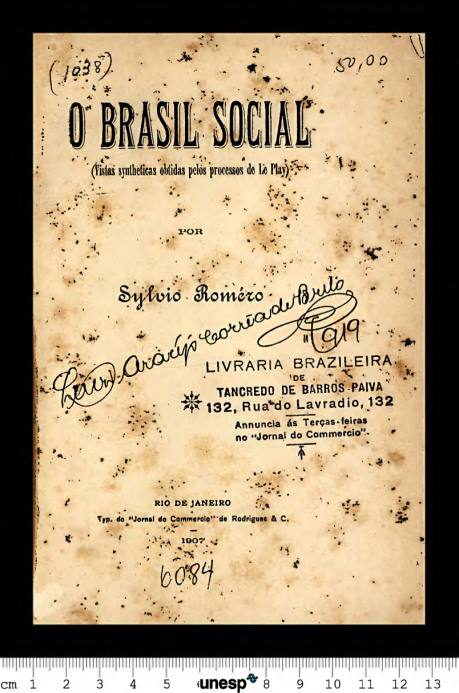 (1038)
50,00
O BRASIL SOCIAL
(Vistas syntheticas obtidas pelos processos de Le Play)
POR
Sylvio Roméro
Araujo Corrêa de Brito
1919
LIVRARIA BRAZILEIRA
DE
TANCREDO DE BARROS PAIVA
132, Rua do Lavradio, 132
Annuncia ás Terças-feiras
no "Jornal do Commercio".
RIO DE JANEIRO
Typ. do "Jornal do Commercio" de Rodrigues & C.
1907
6084
cm 1 2 3 4 5 unesp 8 9 10 11 12 13